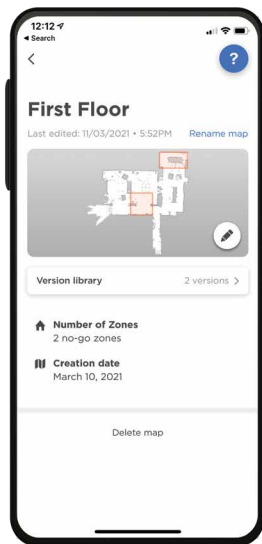 12:12
◀ Search
?
First Floor
Last edited: 11/03/2021 • 5:52PM Rename map
Version library 2 versions >
Number of Zones
2 no-go zones
Creation date
March 10, 2021
Delete map